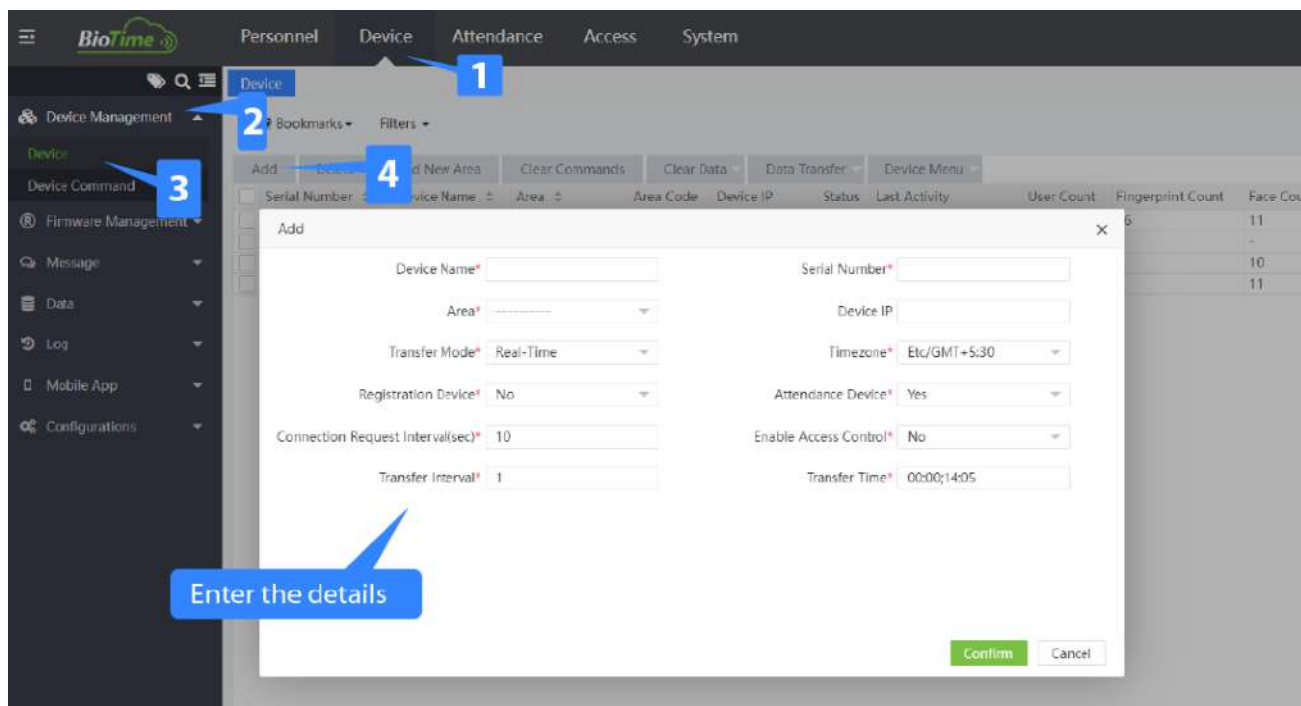 BioTime
Personnel Device Attendance Access System
1
Device
Device Management
2
Bookmarks Filters
Device
3
Add
4
New Area Clear Commands Clear Data Data Transfer Device Menu
Device Command
Serial Number Device Name Area Area Code Device IP Status Last Activity User Count Fingerprint Count Face Cou
Firmware Management
11
Message
-
10
11
Data
Log
Mobile App
Configurations
Add
Device Name* Serial Number*
Area* ---------- Device IP
Transfer Mode* Real-Time Timezone* Etc/GMT+5:30
Registration Device* No Attendance Device* Yes
Connection Request Interval(sec)* 10 Enable Access Control* No
Transfer Interval* 1 Transfer Time* 00:00;14:05
Enter the details
Confirm Cancel